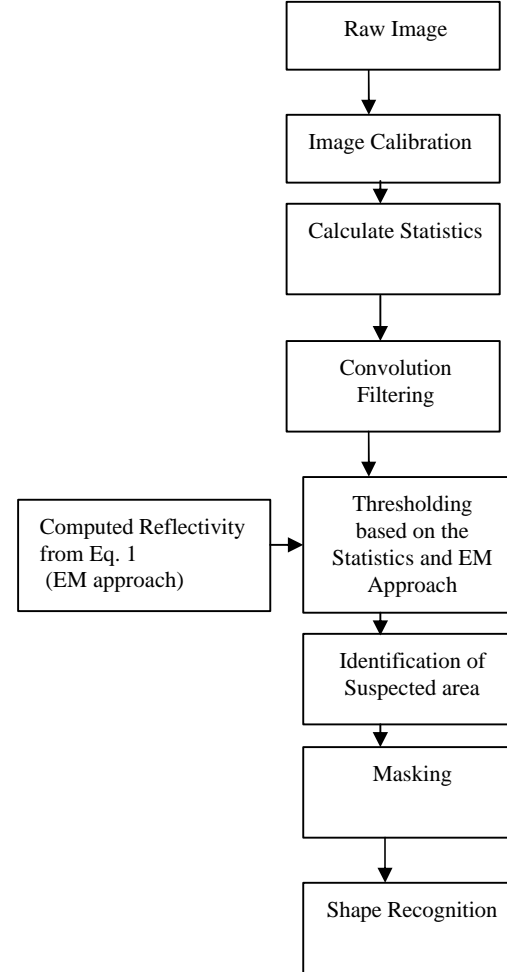 Raw Image
Image Calibration
Calculate Statistics
Convolution
Filtering
Computed Reflectivity
from Eq. 1
(EM approach)
Thresholding
based on the
Statistics and EM
Approach
Identification of
Suspected area
Masking
Shape Recognition